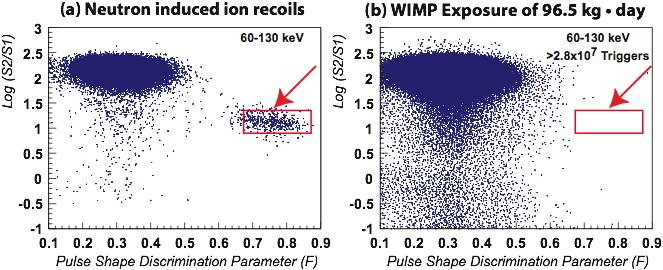 (a) Neutron induced ion recoils
60-130 keV
Log (S2/S1)
3
2.5
2
1.5
1
0.5
0
-0.5
-1
0.1 0.2 0.3 0.4 0.5 0.6 0.7 0.8 0.9
Pulse Shape Discrimination Parameter (F)
(b) WIMP Exposure of 96.5 kg • day
60-130 keV
>2.8x10⁷ Triggers
Log (S2/S1)
3
2.5
2
1.5
1
0.5
0
-0.5
-1
0.1 0.2 0.3 0.4 0.5 0.6 0.7 0.8 0.9
Pulse Shape Discrimination Parameter (F)